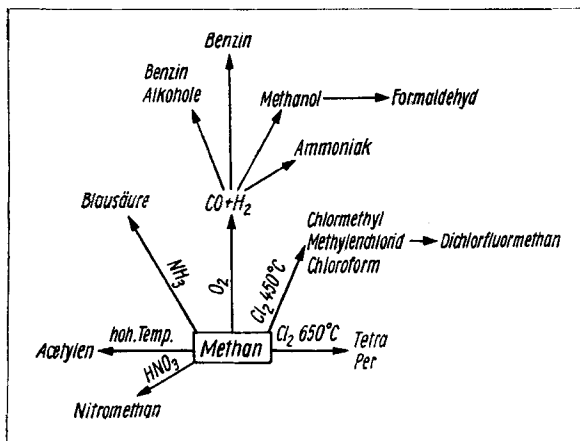 Benzin
Benzin
Alkohole
Methanol
Formaldehyd
Ammoniak
Blausäure
CO+H₂
Chlormethyl
Methylenchlorid
Dichlorfluormethan
Chloroform
NH₃
O₂
Cl₂ 450°C
hoh. Temp.
Cl₂ 650°C
Acetylen
Methan
Tetra
Per
HNO₃
Nitromethan